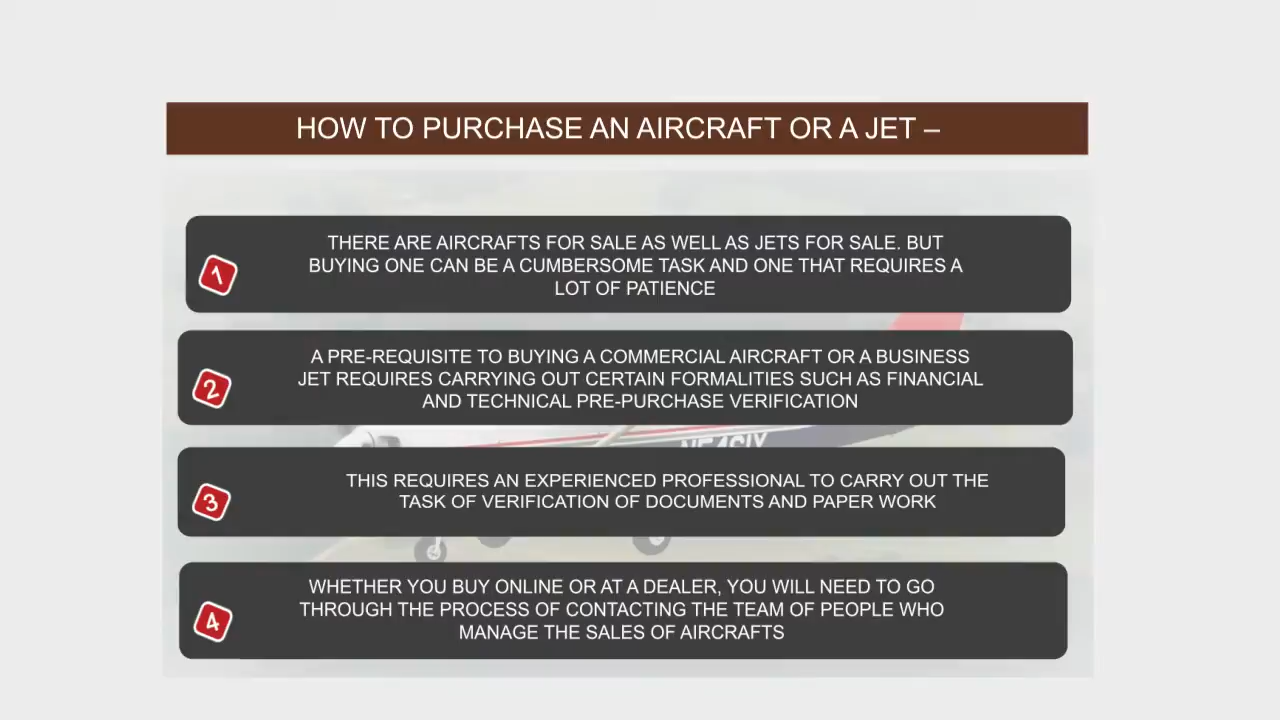 HOW TO PURCHASE AN AIRCRAFT OR A JET –
1
THERE ARE AIRCRAFTS FOR SALE AS WELL AS JETS FOR SALE. BUT
BUYING ONE CAN BE A CUMBERSOME TASK AND ONE THAT REQUIRES A
LOT OF PATIENCE
2
A PRE-REQUISITE TO BUYING A COMMERCIAL AIRCRAFT OR A BUSINESS
JET REQUIRES CARRYING OUT CERTAIN FORMALITIES SUCH AS FINANCIAL
AND TECHNICAL PRE-PURCHASE VERIFICATION
3
THIS REQUIRES AN EXPERIENCED PROFESSIONAL TO CARRY OUT THE
TASK OF VERIFICATION OF DOCUMENTS AND PAPER WORK
4
WHETHER YOU BUY ONLINE OR AT A DEALER, YOU WILL NEED TO GO
THROUGH THE PROCESS OF CONTACTING THE TEAM OF PEOPLE WHO
MANAGE THE SALES OF AIRCRAFTS